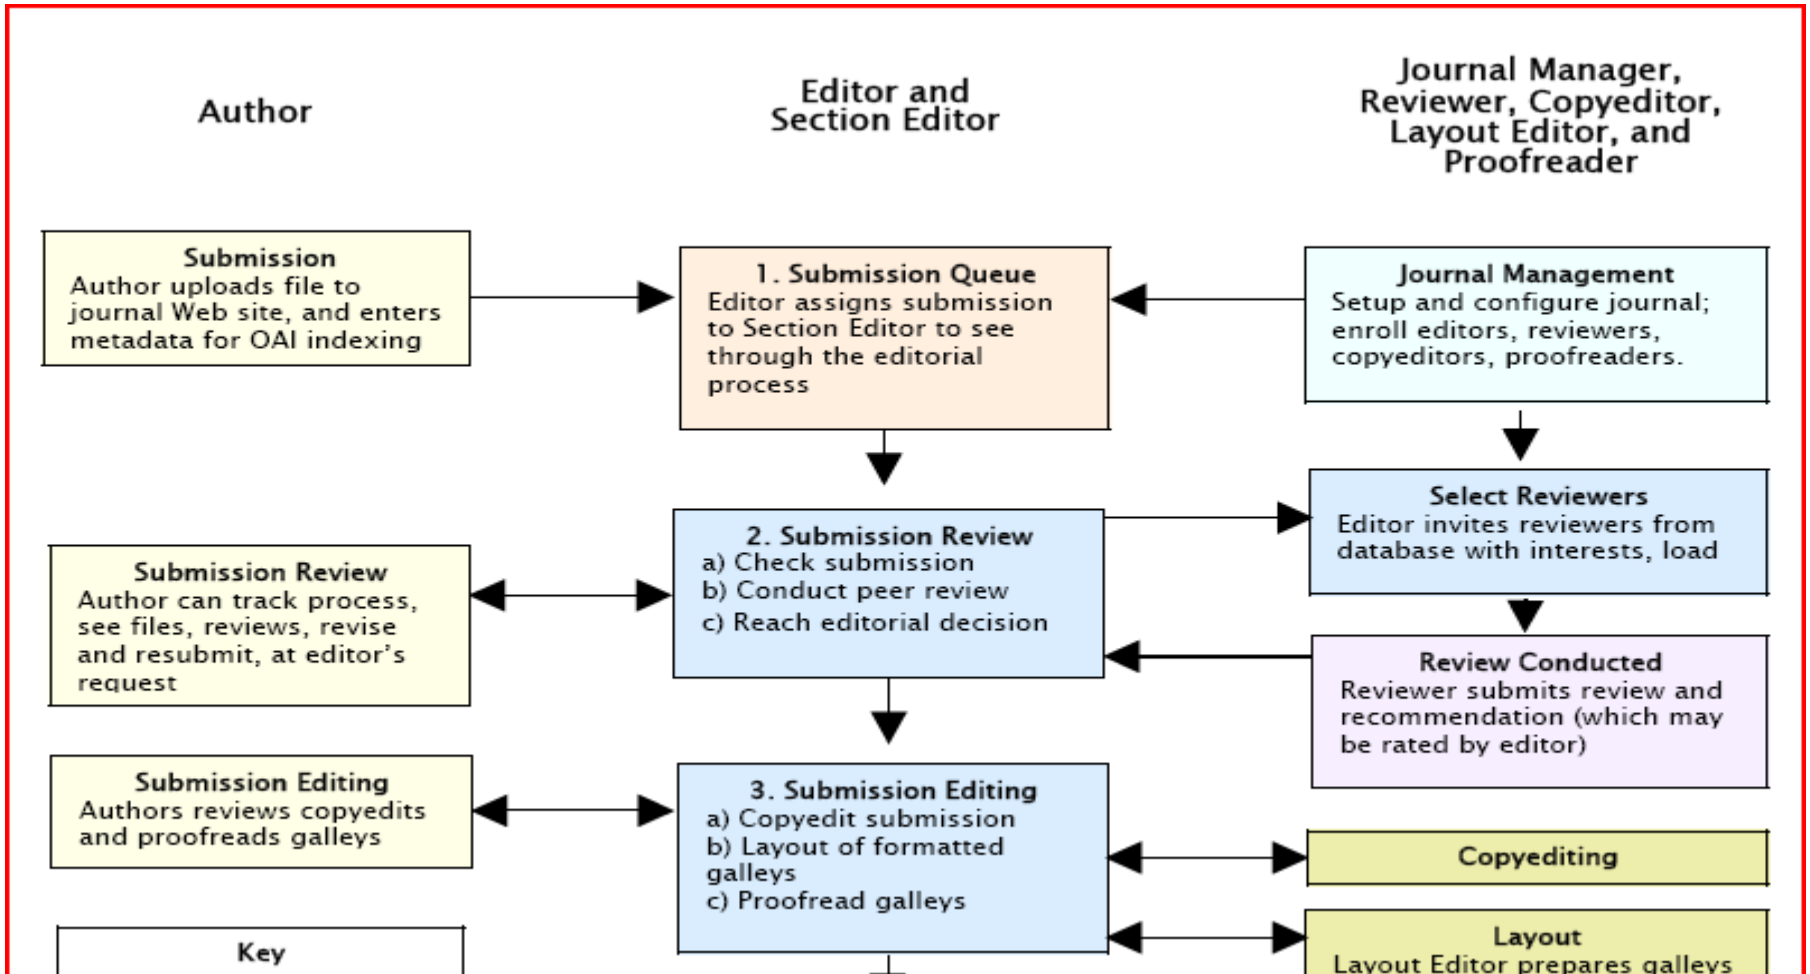 Author
Editor and
Section Editor
Journal Manager,
Reviewer, Copyeditor,
Layout Editor, and
Proofreader
Submission
Author uploads file to
journal Web site, and enters
metadata for OAI indexing
1. Submission Queue
Editor assigns submission
to Section Editor to see
through the editorial
process
Journal Management
Setup and configure journal;
enroll editors, reviewers,
copyeditors, proofreaders.
Select Reviewers
Editor invites reviewers from
database with interests, load
2. Submission Review
a) Check submission
b) Conduct peer review
c) Reach editorial decision
Submission Review
Author can track process,
see files, reviews, revise
and resubmit, at editor's
request
Review Conducted
Reviewer submits review and
recommendation (which may
be rated by editor)
Submission Editing
Authors reviews copyedits
and proofreads galleys
3. Submission Editing
a) Copyedit submission
b) Layout of formatted
galleys
c) Proofread galleys
Copyediting
Key
Layout
Layout Editor prepares galleys